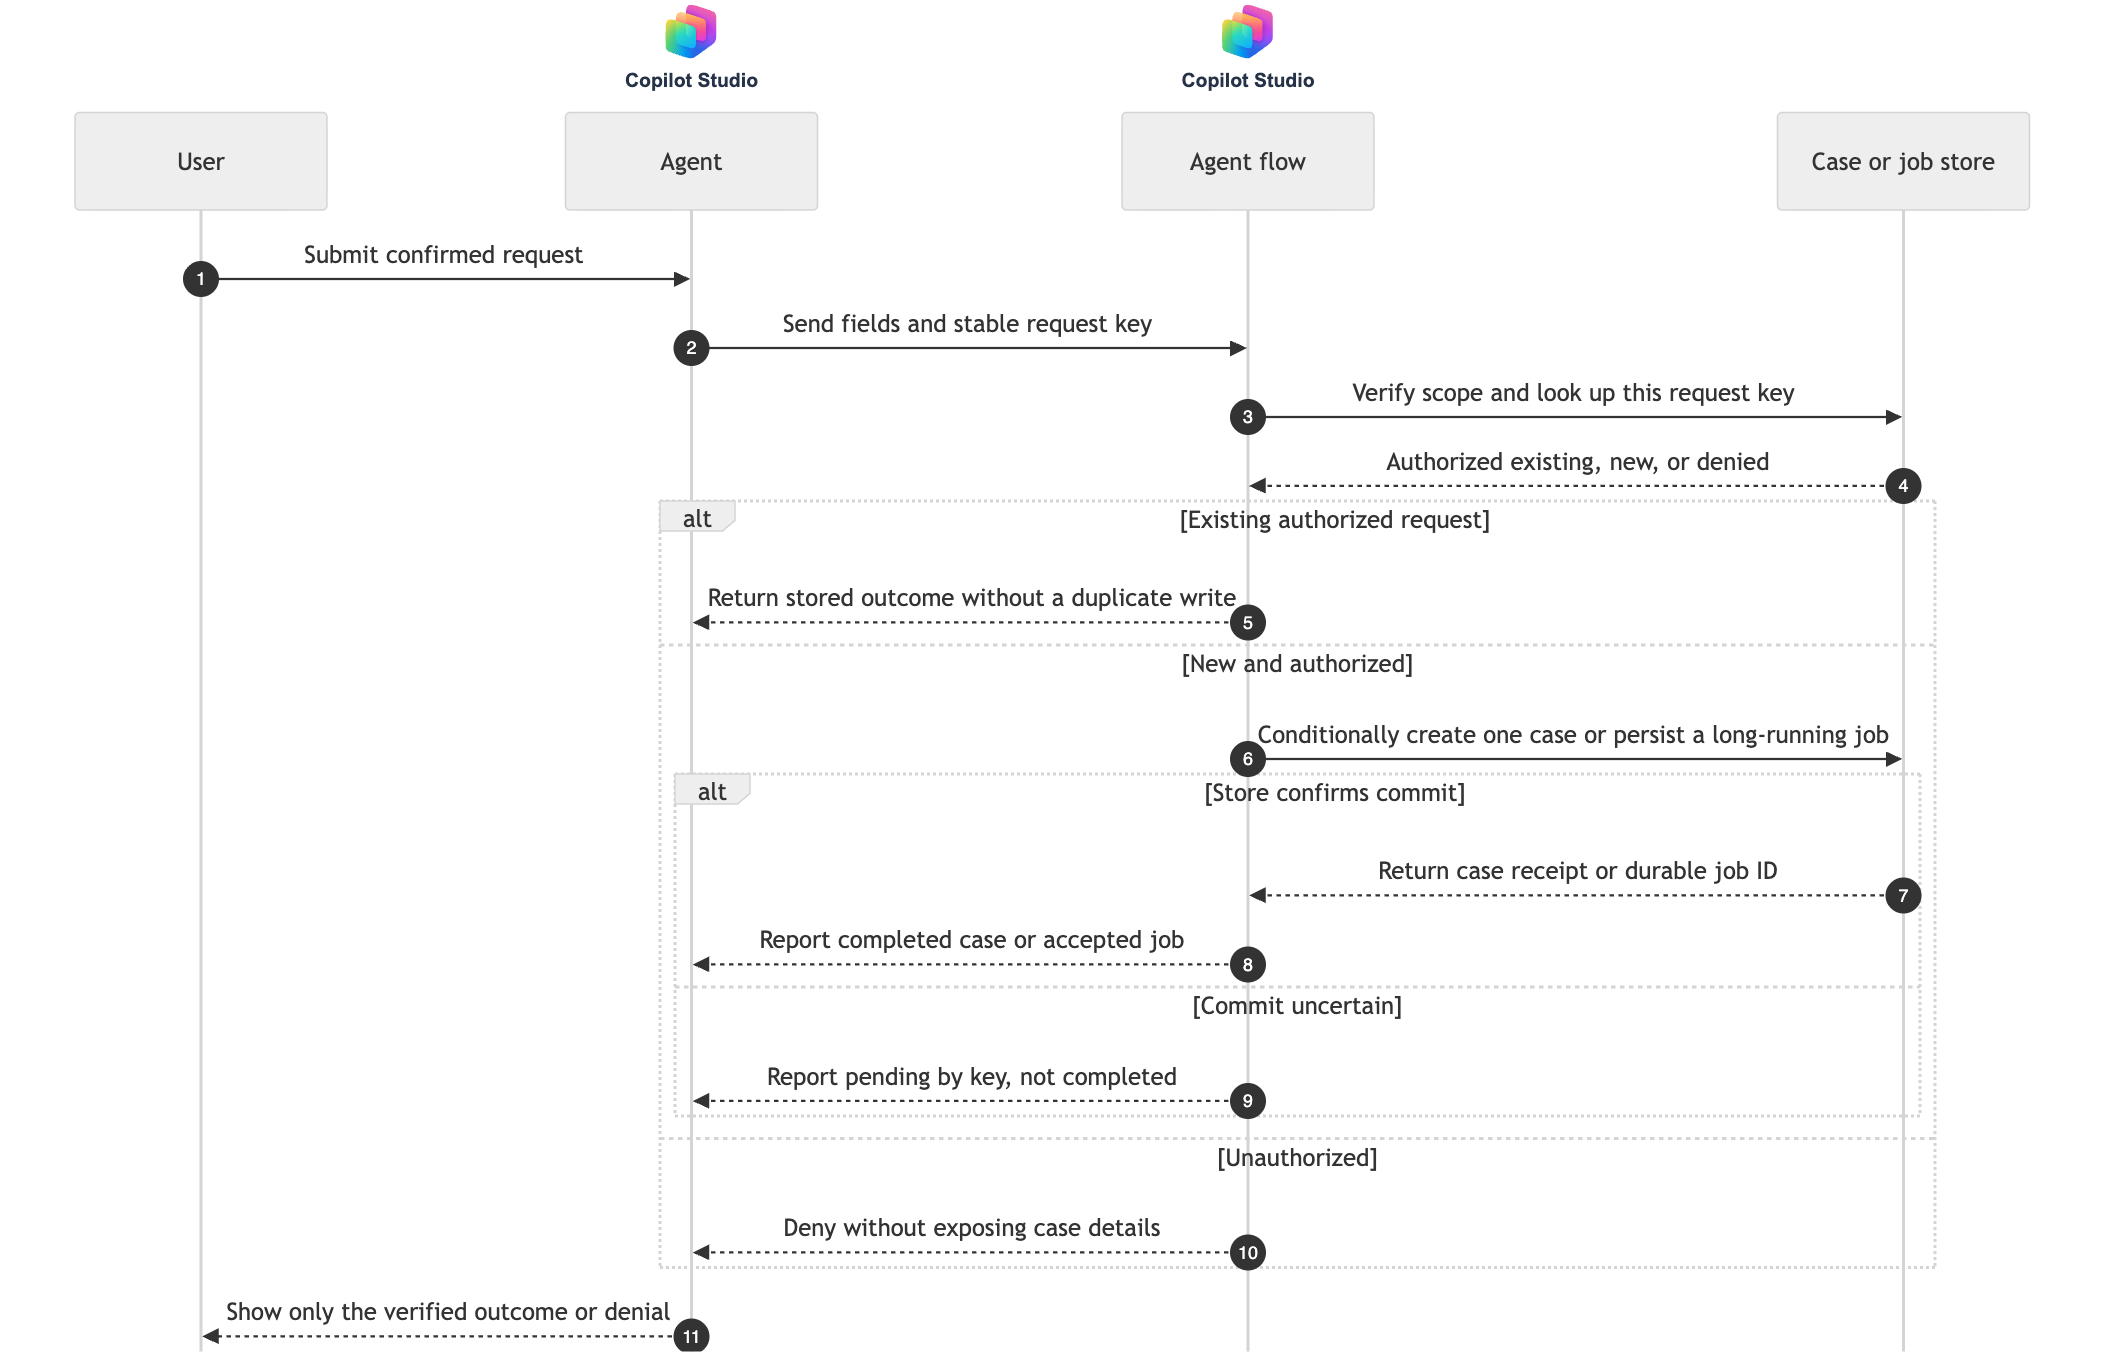 Copilot Studio
Copilot Studio
User
Agent
Agent flow
Case or job store
Submit confirmed request
1
Send fields and stable request key
2
Verify scope and look up this request key
3
Authorized existing, new, or denied
4
alt
[Existing authorized request]
Return stored outcome without a duplicate write
5
[New and authorized]
Conditionally create one case or persist a long-running job
6
alt
[Store confirms commit]
Return case receipt or durable job ID
7
Report completed case or accepted job
8
[Commit uncertain]
Report pending by key, not completed
9
[Unauthorized]
Deny without exposing case details
10
Show only the verified outcome or denial
11